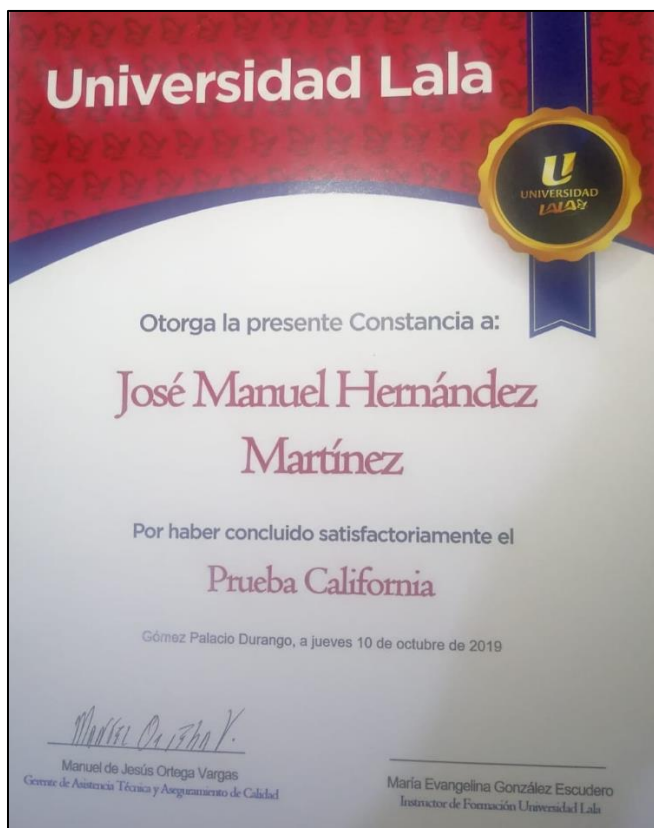 Universidad Lala
U
UNIVERSIDAD
LALA
Otorga la presente Constancia a:
José Manuel Hernández
Martínez
Por haber concluido satisfactoriamente el
Prueba California
Gómez Palacio Durango, a jueves 10 de octubre de 2019
Manuel Ortega V.
Manuel de Jesús Ortega Vargas
Gerente de Asistencia Técnica y Aseguramiento de Calidad
María Evangelina González Escudero
Instructor de Formación Universidad Lala